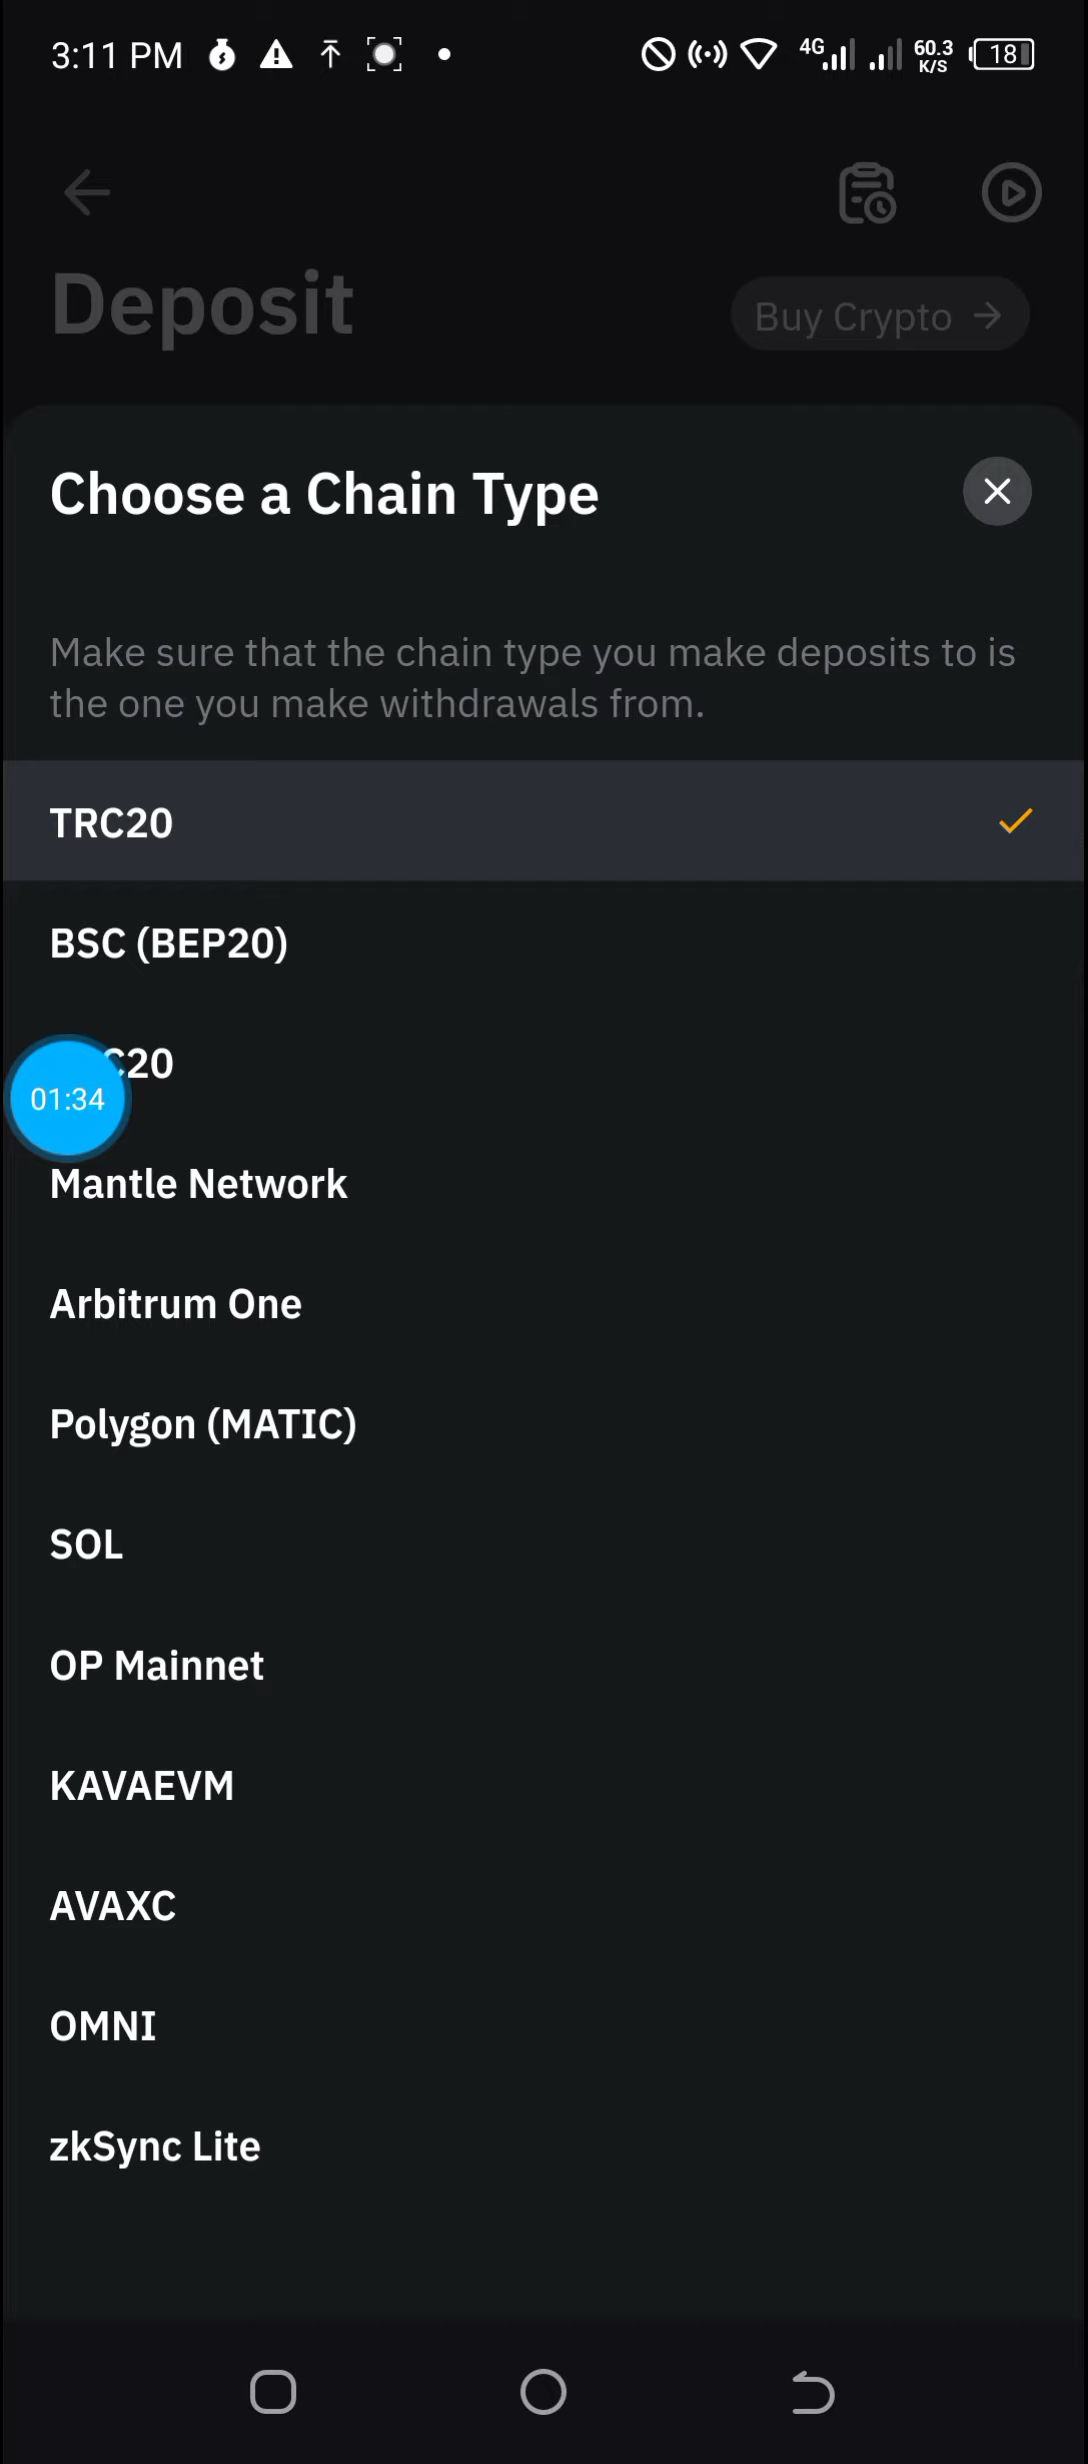 3:11 PM
4G
60.3
K/S
18
Deposit
Buy Crypto
Choose a Chain Type
Make sure that the chain type you make deposits to is
the one you make withdrawals from.
TRC20
BSC (BEP20)
C20
01:34
Mantle Network
Arbitrum One
Polygon (MATIC)
SOL
OP Mainnet
KAVAEVM
AVAXC
OMNI
zkSync Lite